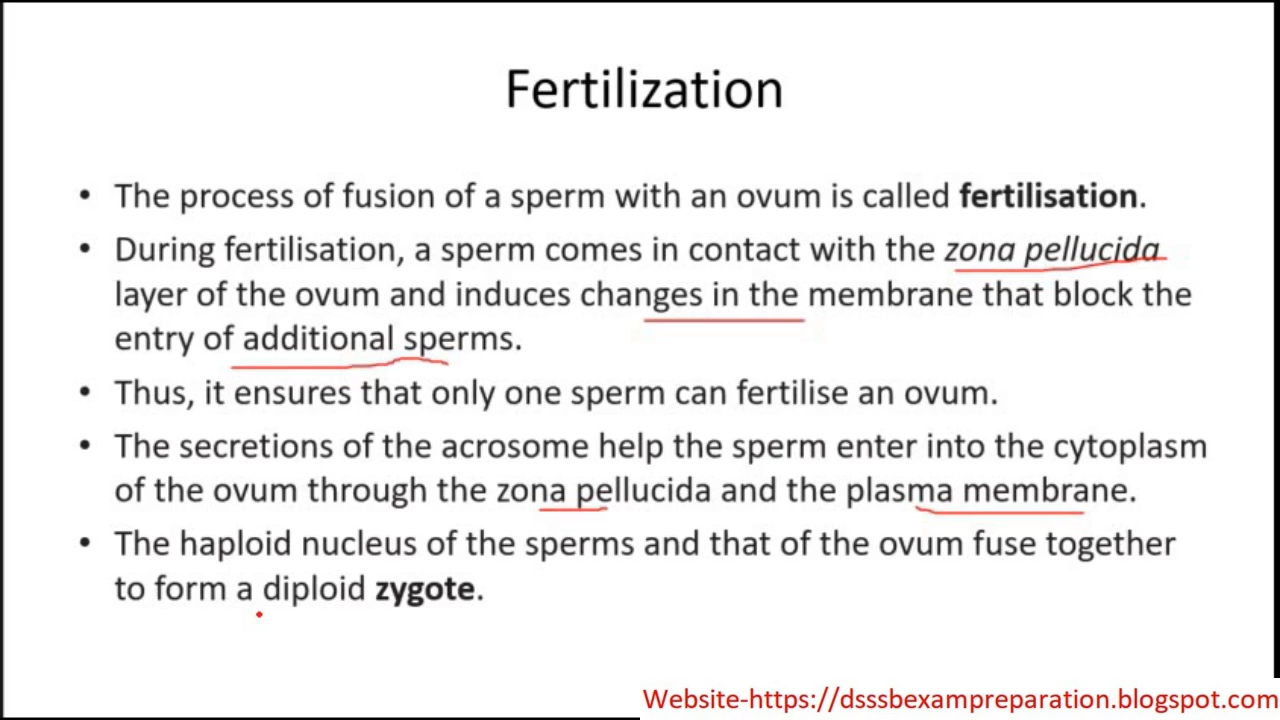 Fertilization
• The process of fusion of a sperm with an ovum is called fertilisation.
• During fertilisation, a sperm comes in contact with the zona pellucida
layer of the ovum and induces changes in the membrane that block the
entry of additional sperms.
• Thus, it ensures that only one sperm can fertilise an ovum.
• The secretions of the acrosome help the sperm enter into the cytoplasm
of the ovum through the zona pellucida and the plasma membrane.
• The haploid nucleus of the sperms and that of the ovum fuse together
to form a diploid zygote.
Website-https://dsssbexampreparation.blogspot.com